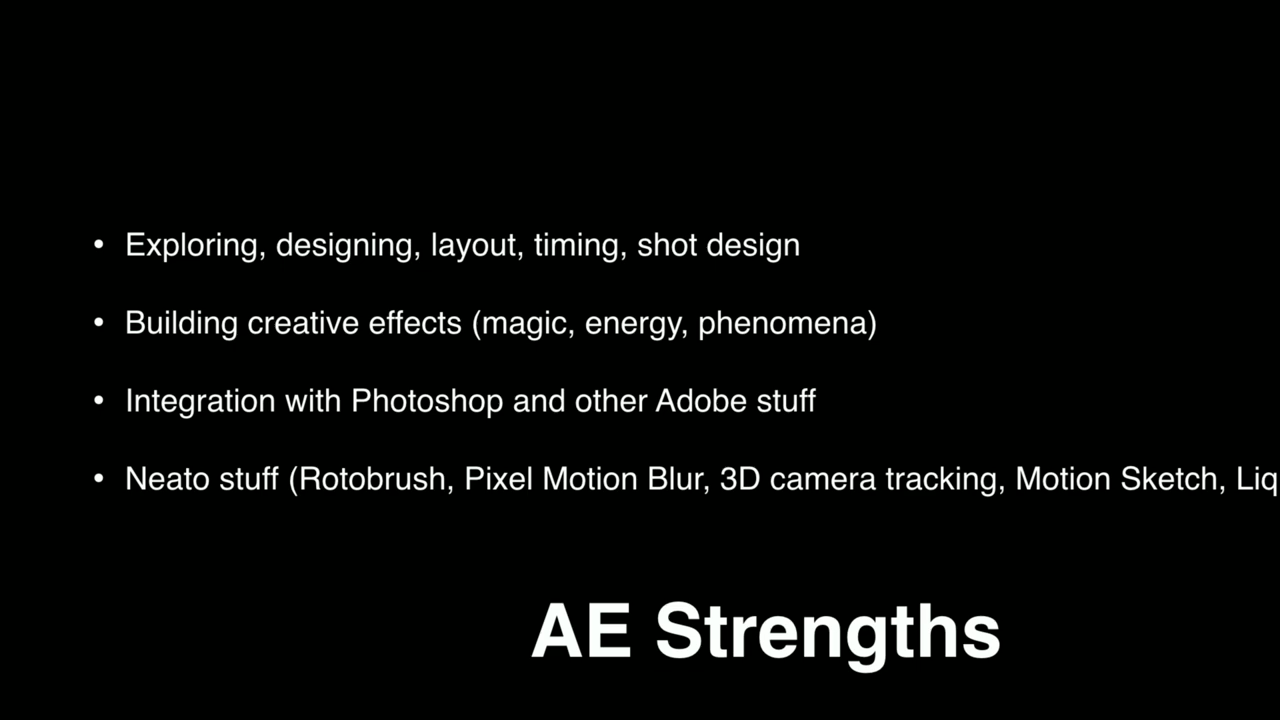 • Exploring, designing, layout, timing, shot design
• Building creative effects (magic, energy, phenomena)
• Integration with Photoshop and other Adobe stuff
• Neato stuff (Rotobrush, Pixel Motion Blur, 3D camera tracking, Motion Sketch, Liq
AE Strengths